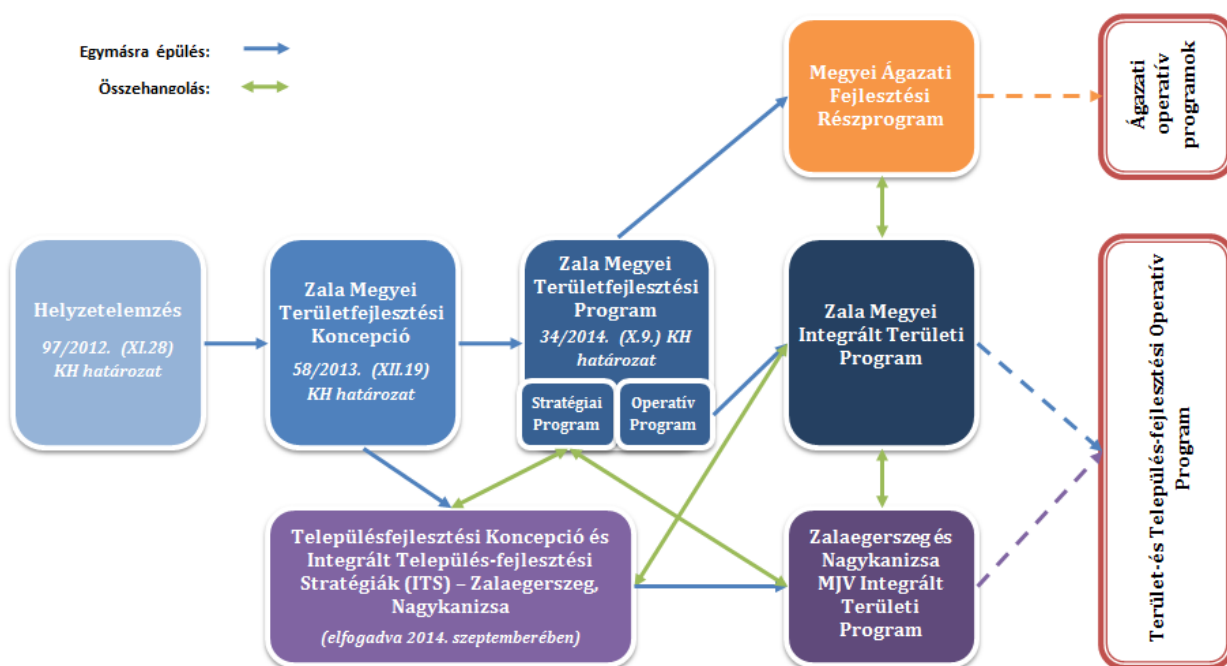 Egymásra épülés:
Összehangolás:
Megyei Ágazati
Fejlesztési
Részprogram
Ágazati
operatív
programok
Helyzetelemzés
97/2012. (XI.28)
KH határozat
Zala Megyei
Területfejlesztési
Koncepció
58/2013. (XII.19)
KH határozat
Zala Megyei
Területfejlesztési
Program
34/2014. (X.9.) KH
határozat
Stratégiai
Program
Operatív
Program
Zala Megyei
Integrált Területi
Program
Terület-és Település-fejlesztési Operatív
Program
Településfejlesztési Koncepció és
Integrált Település-fejlesztési
Stratégiák (ITS) – Zalaegerszeg,
Nagykanizsa
(elfogadva 2014. szeptemberében)
Zalaegerszeg és
Nagykanizsa
MJV Integrált
Területi
Program